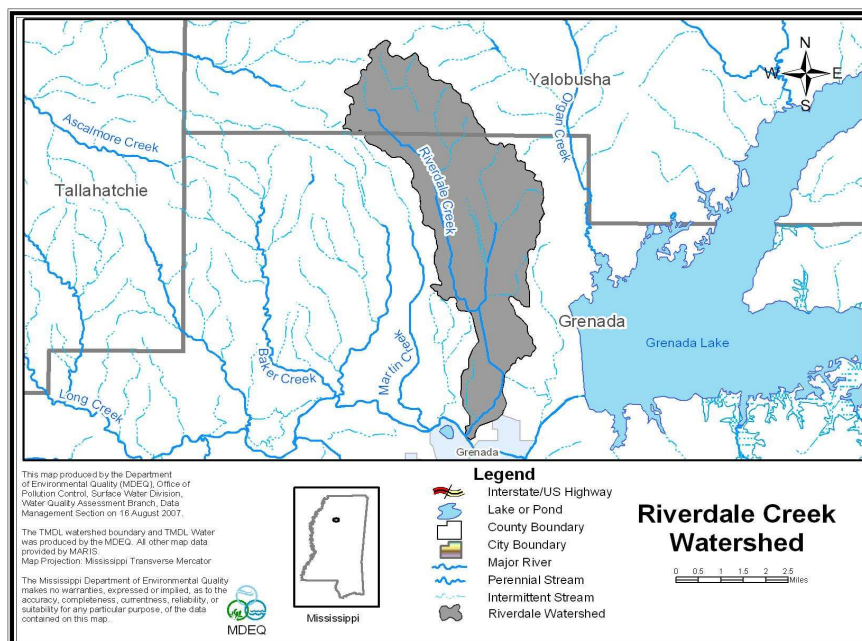 N
W E
S
Yalobusha
Organ Creek
Ascalmore Creek
Tallahatchie
Riverdale Creek
Grenada
Grenada Lake
Baker Creek
Martin Creek
Long Creek
Grenada
This map produced by the Department
of Environmental Quality (MDEQ), Office of
Pollution Control, Surface Water Division,
Water Quality Assessment Branch, Data
Management Section on 16 August 2007.
The TMDL watershed boundary and TMDL Water
was produced by the MDEQ. All other map data
provided by MARIS.
Map Projection: Mississippi Transverse Mercator
The Mississippi Department of Environmental Quality
makes no warranties, expressed or implied, as to the
accuracy, completeness, currentness, reliability, or
suitability for any particular purpose, of the data
contained on this map.
MDEQ
Mississippi
Legend
Interstate/US Highway
Lake or Pond
County Boundary
City Boundary
Major River
Perennial Stream
Intermittent Stream
Riverdale Watershed
Riverdale Creek
Watershed
0 0.5 1 1.5 2 2.5
Miles